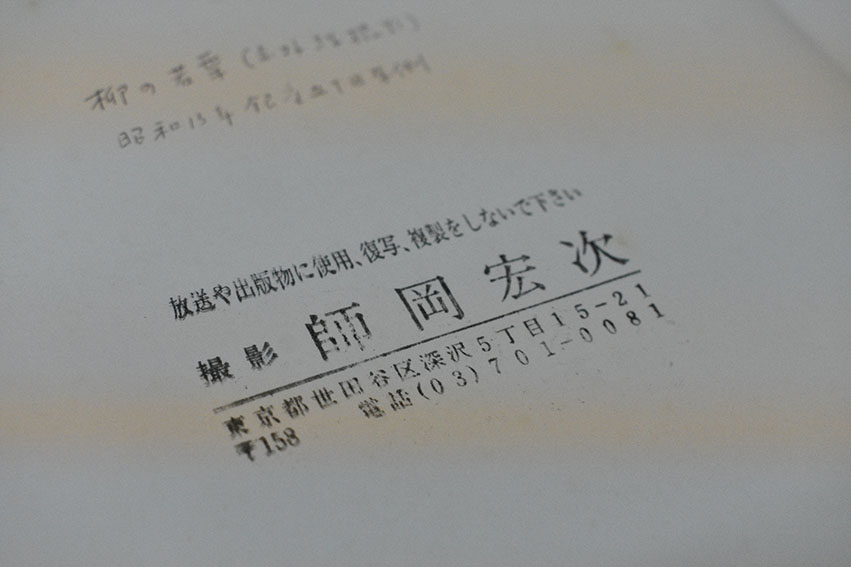 柳の若葉
昭和13年
放送や出版物に使用、復写、複製をしないで下さい
撮影 師岡宏次
東京都世田谷区深沢5丁目15-21
〒158 電話(03)701-0081